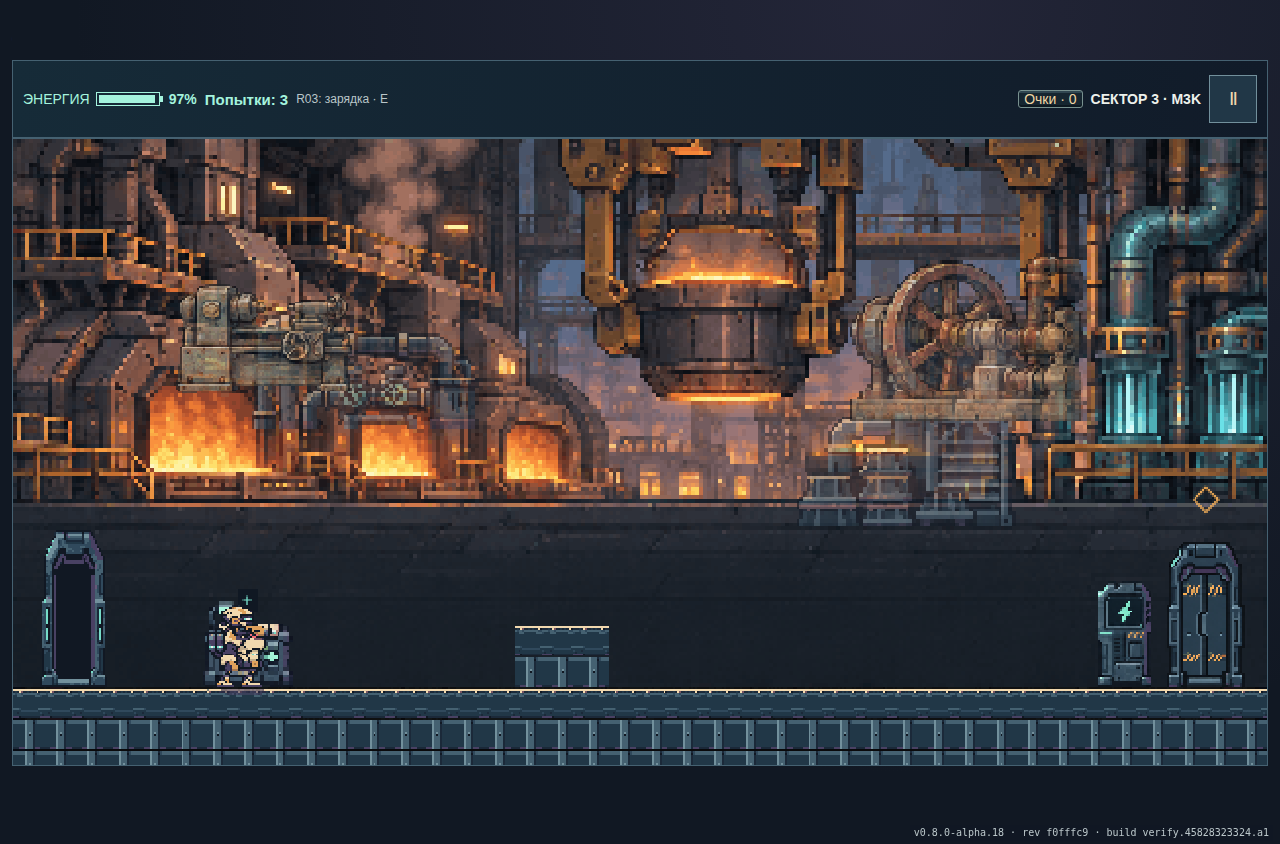 ЭНЕРГИЯ 97% Попытки: 3 R03: зарядка · E
Очки · 0 СЕКТОР 3 · МЗК II
v0.8.0-alpha.18 · rev f0fffc9 · build verify.45828323324.a1